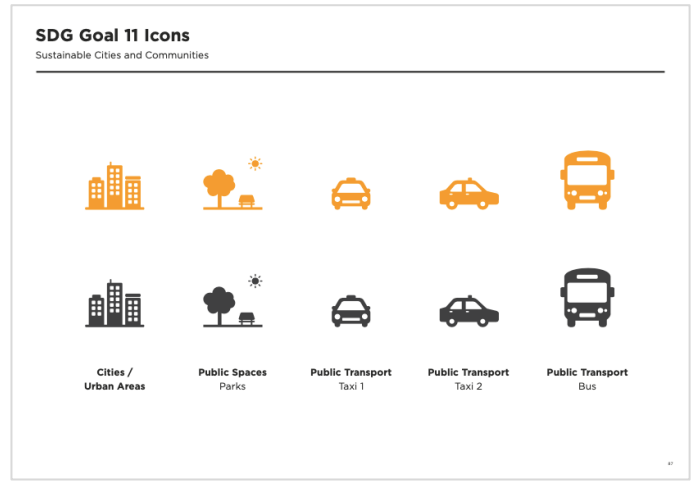 SDG Goal 11 Icons
Sustainable Cities and Communities
Cities /
Urban Areas
Public Spaces
Parks
Public Transport
Taxi 1
Public Transport
Taxi 2
Public Transport
Bus